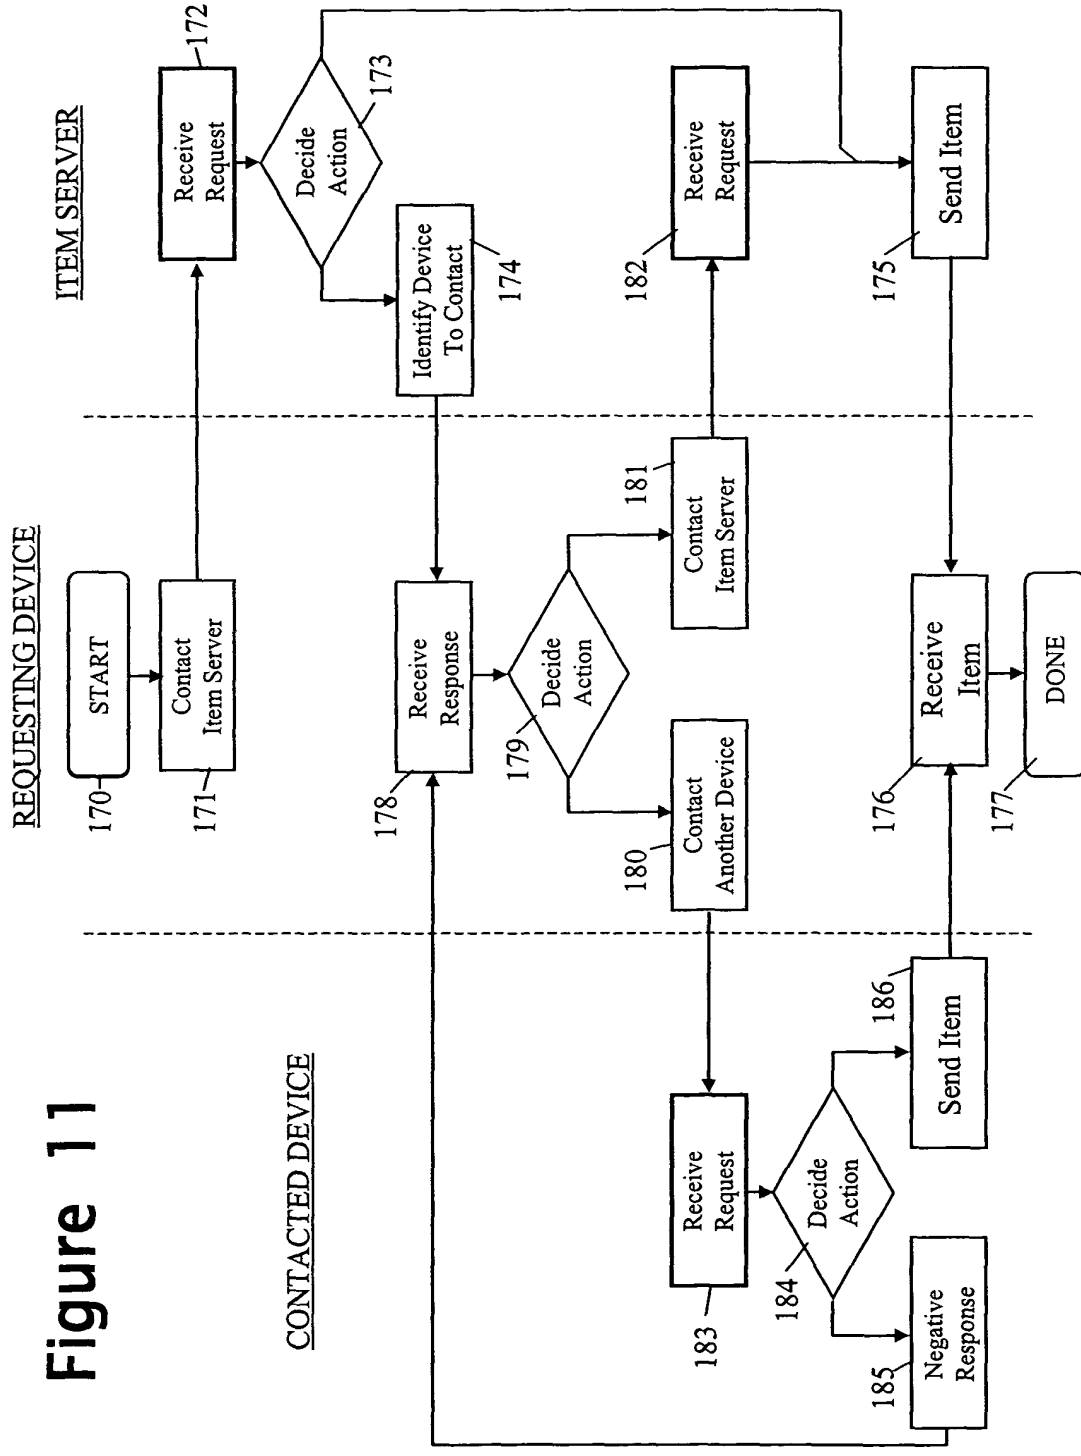 Figure 11
CONTACTED DEVICE
REQUESTING DEVICE
ITEM SERVER
START
170
Contact
Item Server
171
Receive
Request
172
Decide
Action
173
Identify Device
To Contact
174
Receive
Response
178
Decide
Action
179
Contact
Another Device
180
Contact
Item Server
181
Receive
Request
182
Receive
Request
183
Decide
Action
184
Negative
Response
185
Send Item
186
Send Item
175
Receive
Item
176
DONE
177